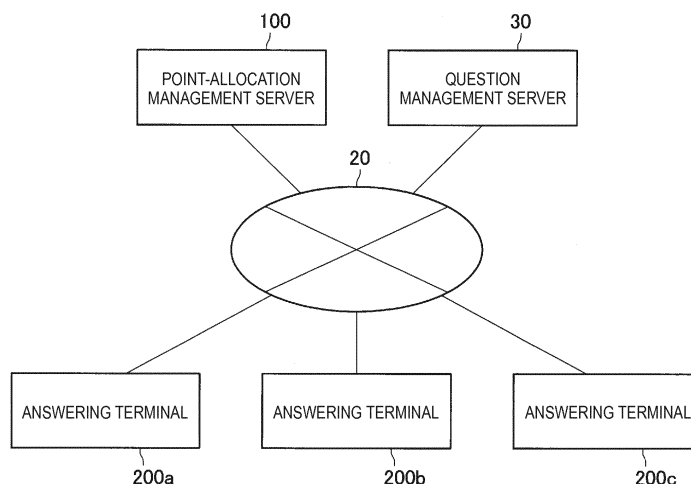 100
30
POINT-ALLOCATION
MANAGEMENT SERVER
QUESTION
MANAGEMENT SERVER
20
ANSWERING TERMINAL
ANSWERING TERMINAL
ANSWERING TERMINAL
200a
200b
200c